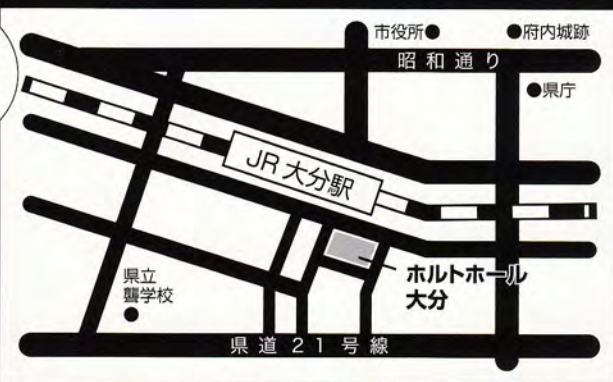 市役所●
●府内城跡
昭和通り
●県庁
JR大分駅
ホルトホール
大分
県立
聾学校
●
県道21号線